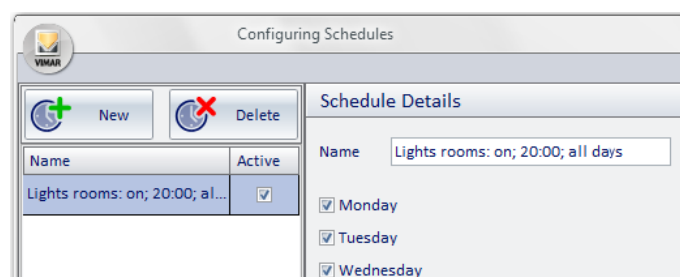 Configuring Schedules
VIMAR
New
Delete
Schedule Details
Name
Active
Name
Lights rooms: on; 20:00; all days
Lights rooms: on; 20:00; al...
Monday
Tuesday
Wednesday